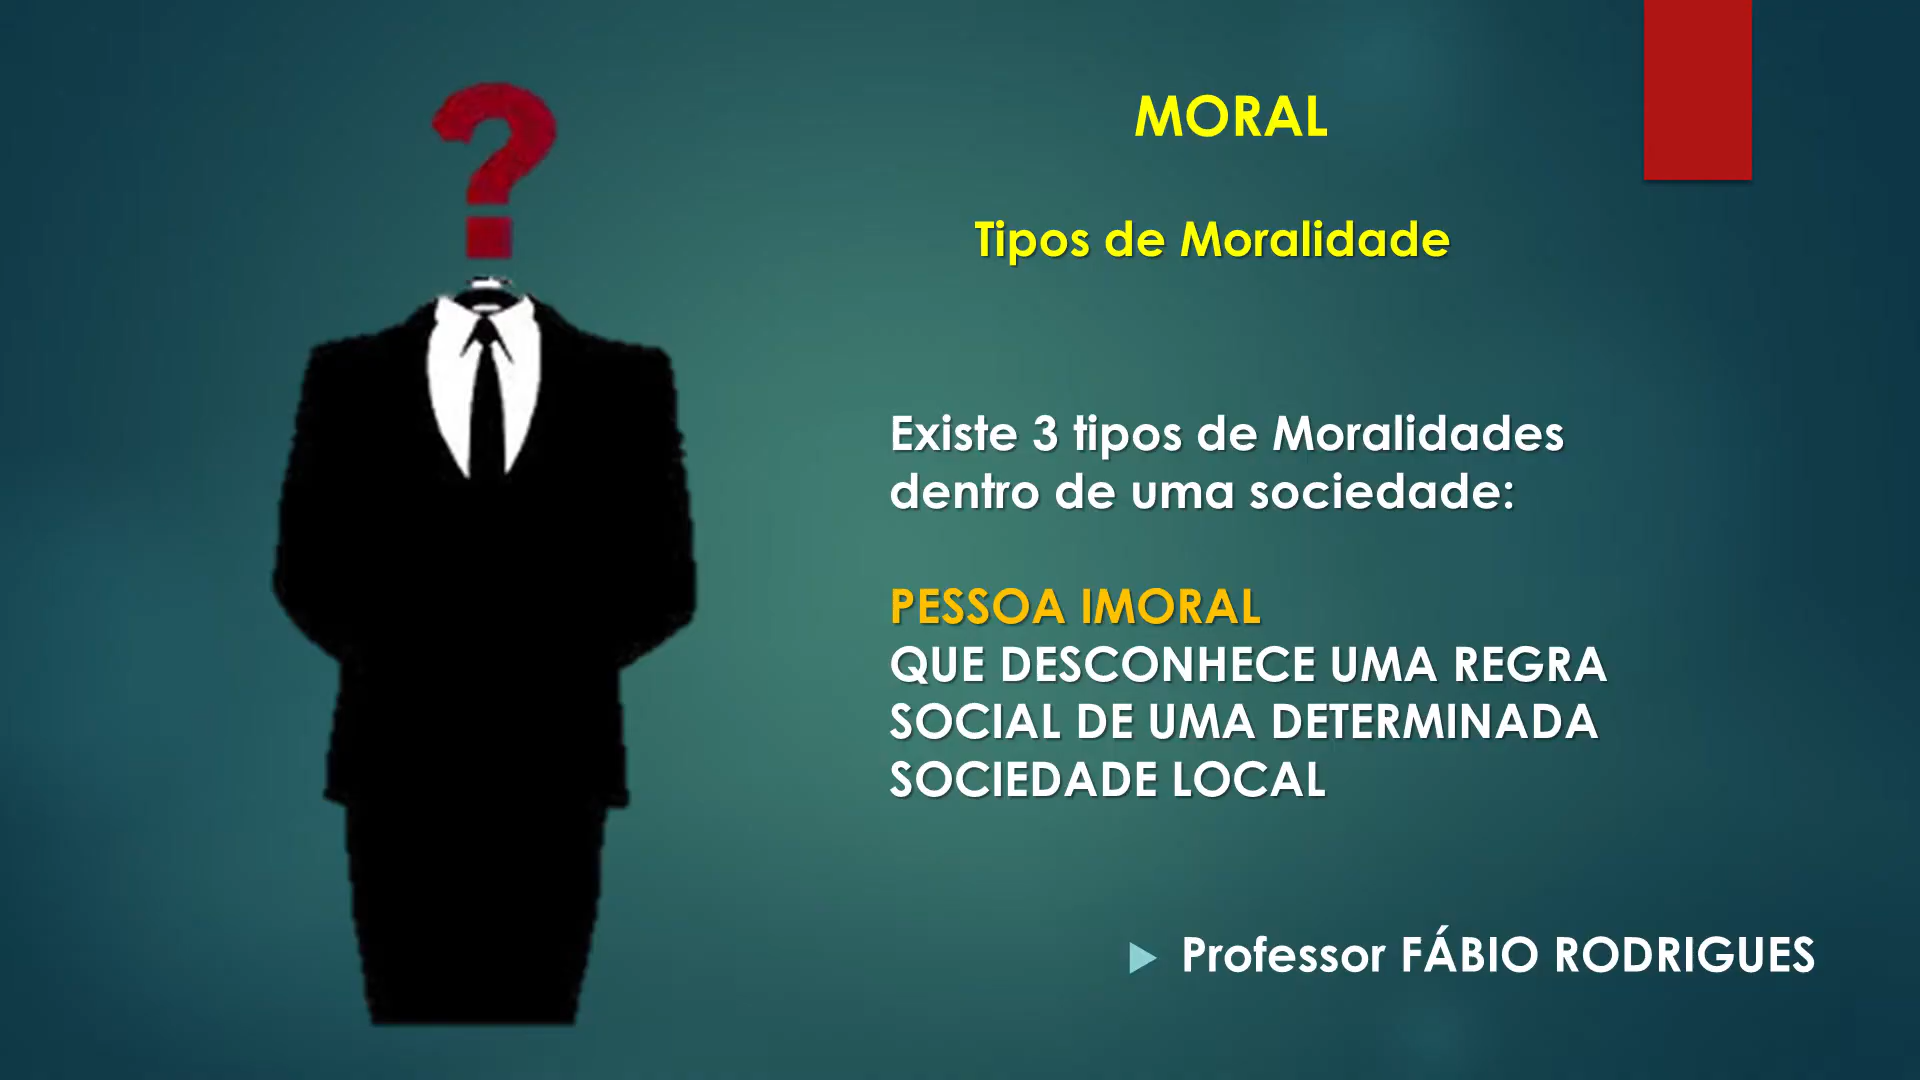 MORAL
Tipos de Moralidade
Existe 3 tipos de Moralidades
dentro de uma sociedade:
PESSOA IMORAL
QUE DESCONHECE UMA REGRA
SOCIAL DE UMA DETERMINADA
SOCIEDADE LOCAL
Professor FÁBIO RODRIGUES
?